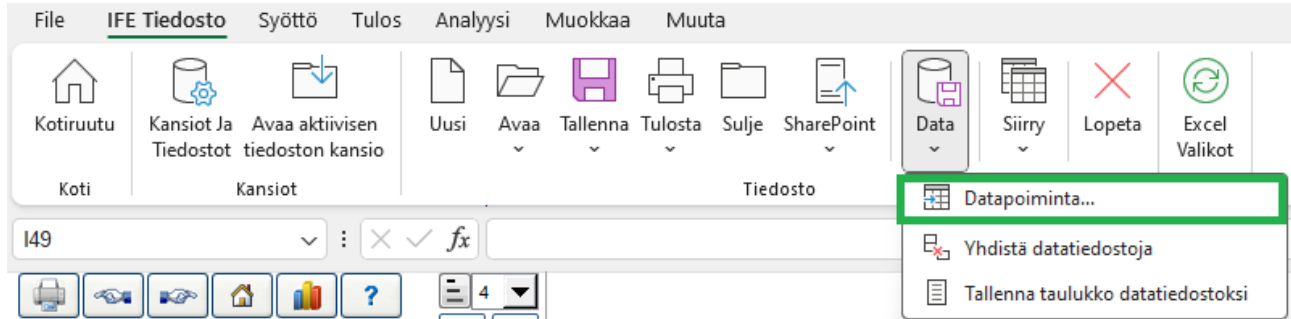 File IFE Tiedosto Syöttö Tulos Analyysi Muokkaa Muuta
Kotiruutu Kansiot Ja Avaa aktiivisen Uusi Avaa Tallenna Tulosta Sulje SharePoint Data Siirry Lopeta Excel
Tiedostot tiedoston kansio Valikot
Koti Kansiot Tiedosto
Datapoiminta...
I49 fx
Yhdistä datatiedostoja
? 4 Tallenna taulukko datatiedostoksi